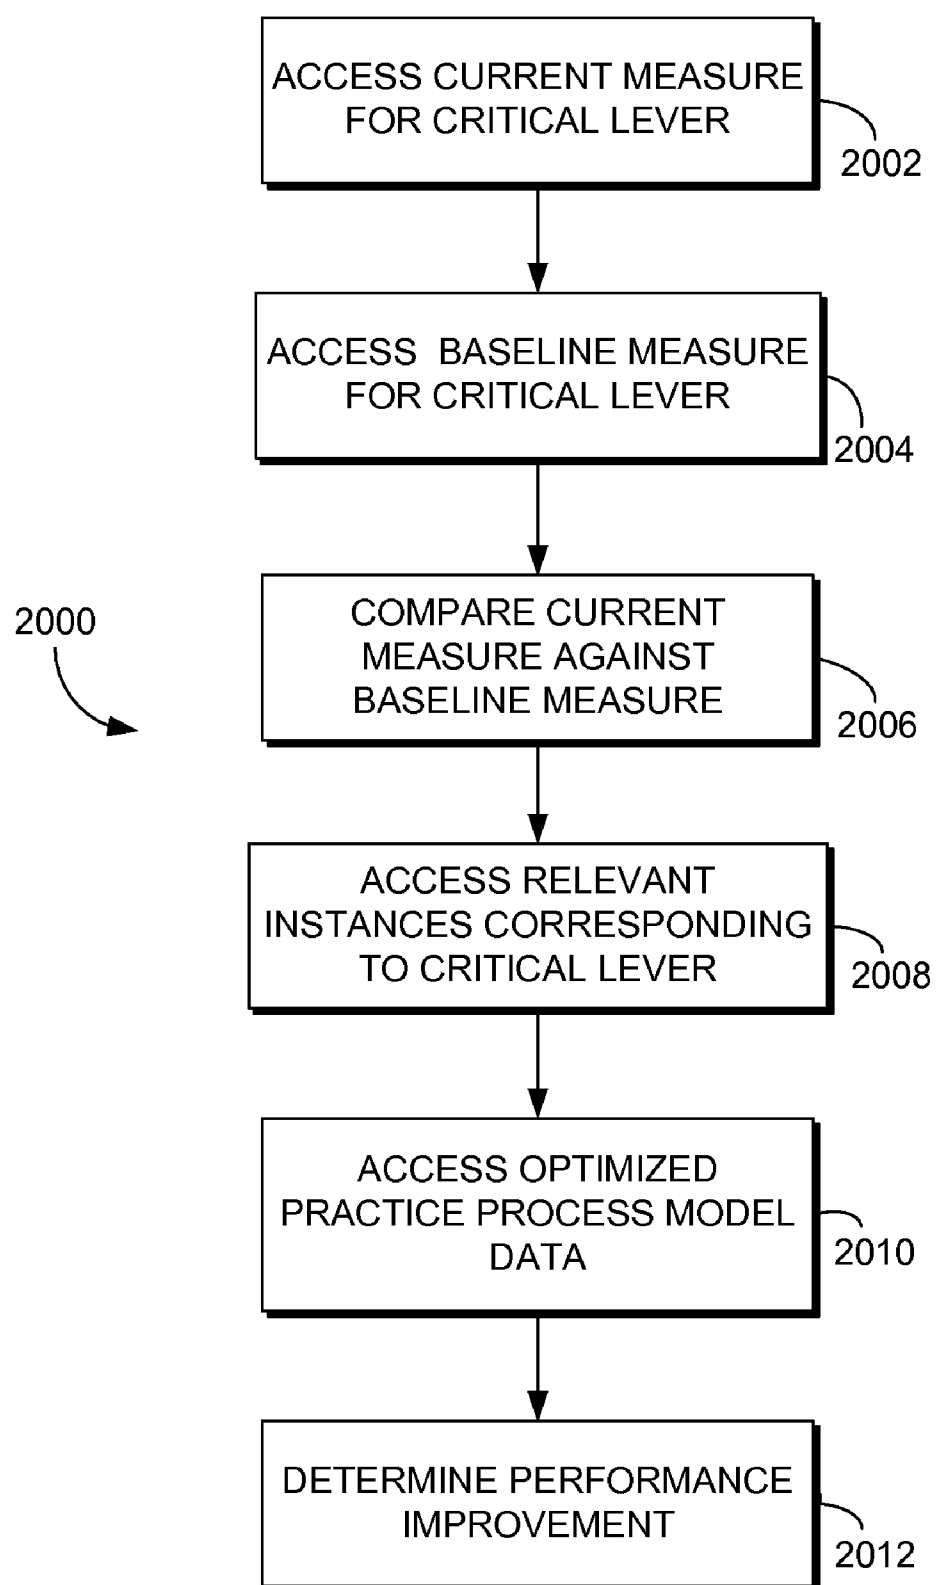 ACCESS CURRENT MEASURE
FOR CRITICAL LEVER
2002
ACCESS BASELINE MEASURE
FOR CRITICAL LEVER
2004
2000
COMPARE CURRENT
MEASURE AGAINST
BASELINE MEASURE
2006
ACCESS RELEVANT
INSTANCES CORRESPONDING
TO CRITICAL LEVER
2008
ACCESS OPTIMIZED
PRACTICE PROCESS MODEL
DATA
2010
DETERMINE PERFORMANCE
IMPROVEMENT
2012